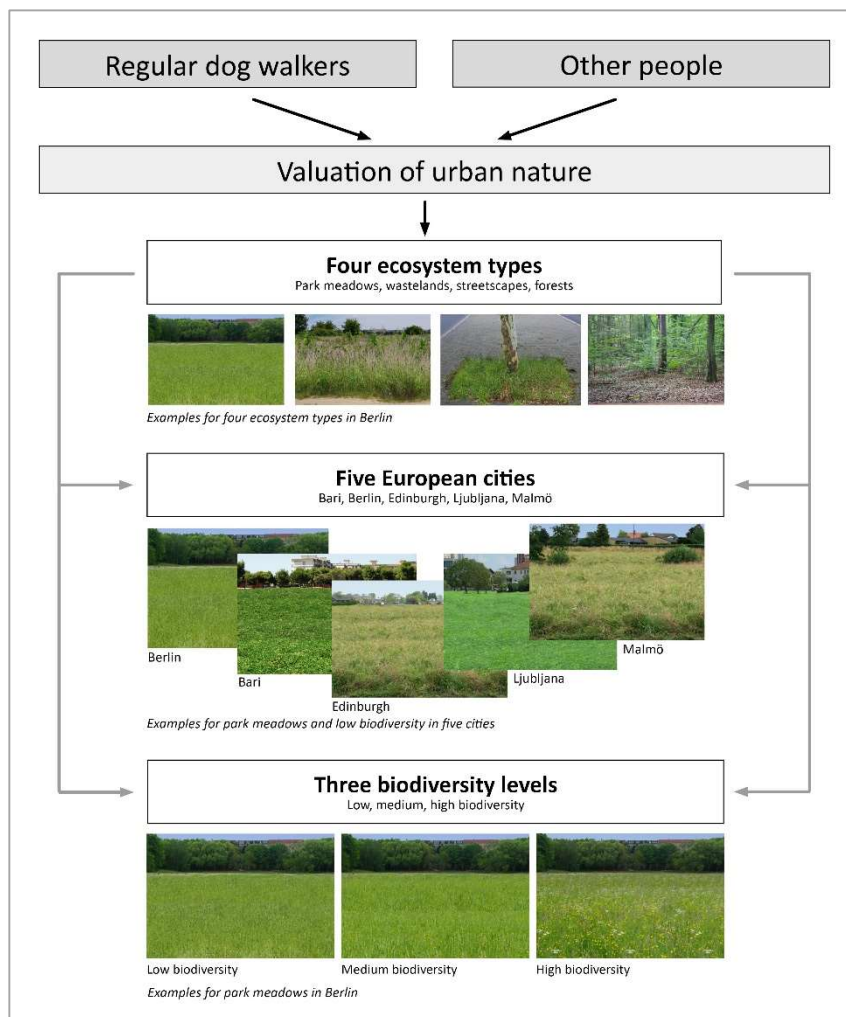 Regular dog walkers
Other people
Valuation of urban nature
Four ecosystem types
Park meadows, wastelands, streetscapes, forests
Examples for four ecosystem types in Berlin
Five European cities
Bari, Berlin, Edinburgh, Ljubljana, Malmö
Berlin
Bari
Edinburgh
Ljubljana
Malmö
Examples for park meadows and low biodiversity in five cities
Three biodiversity levels
Low, medium, high biodiversity
Low biodiversity
Medium biodiversity
High biodiversity
Examples for park meadows in Berlin